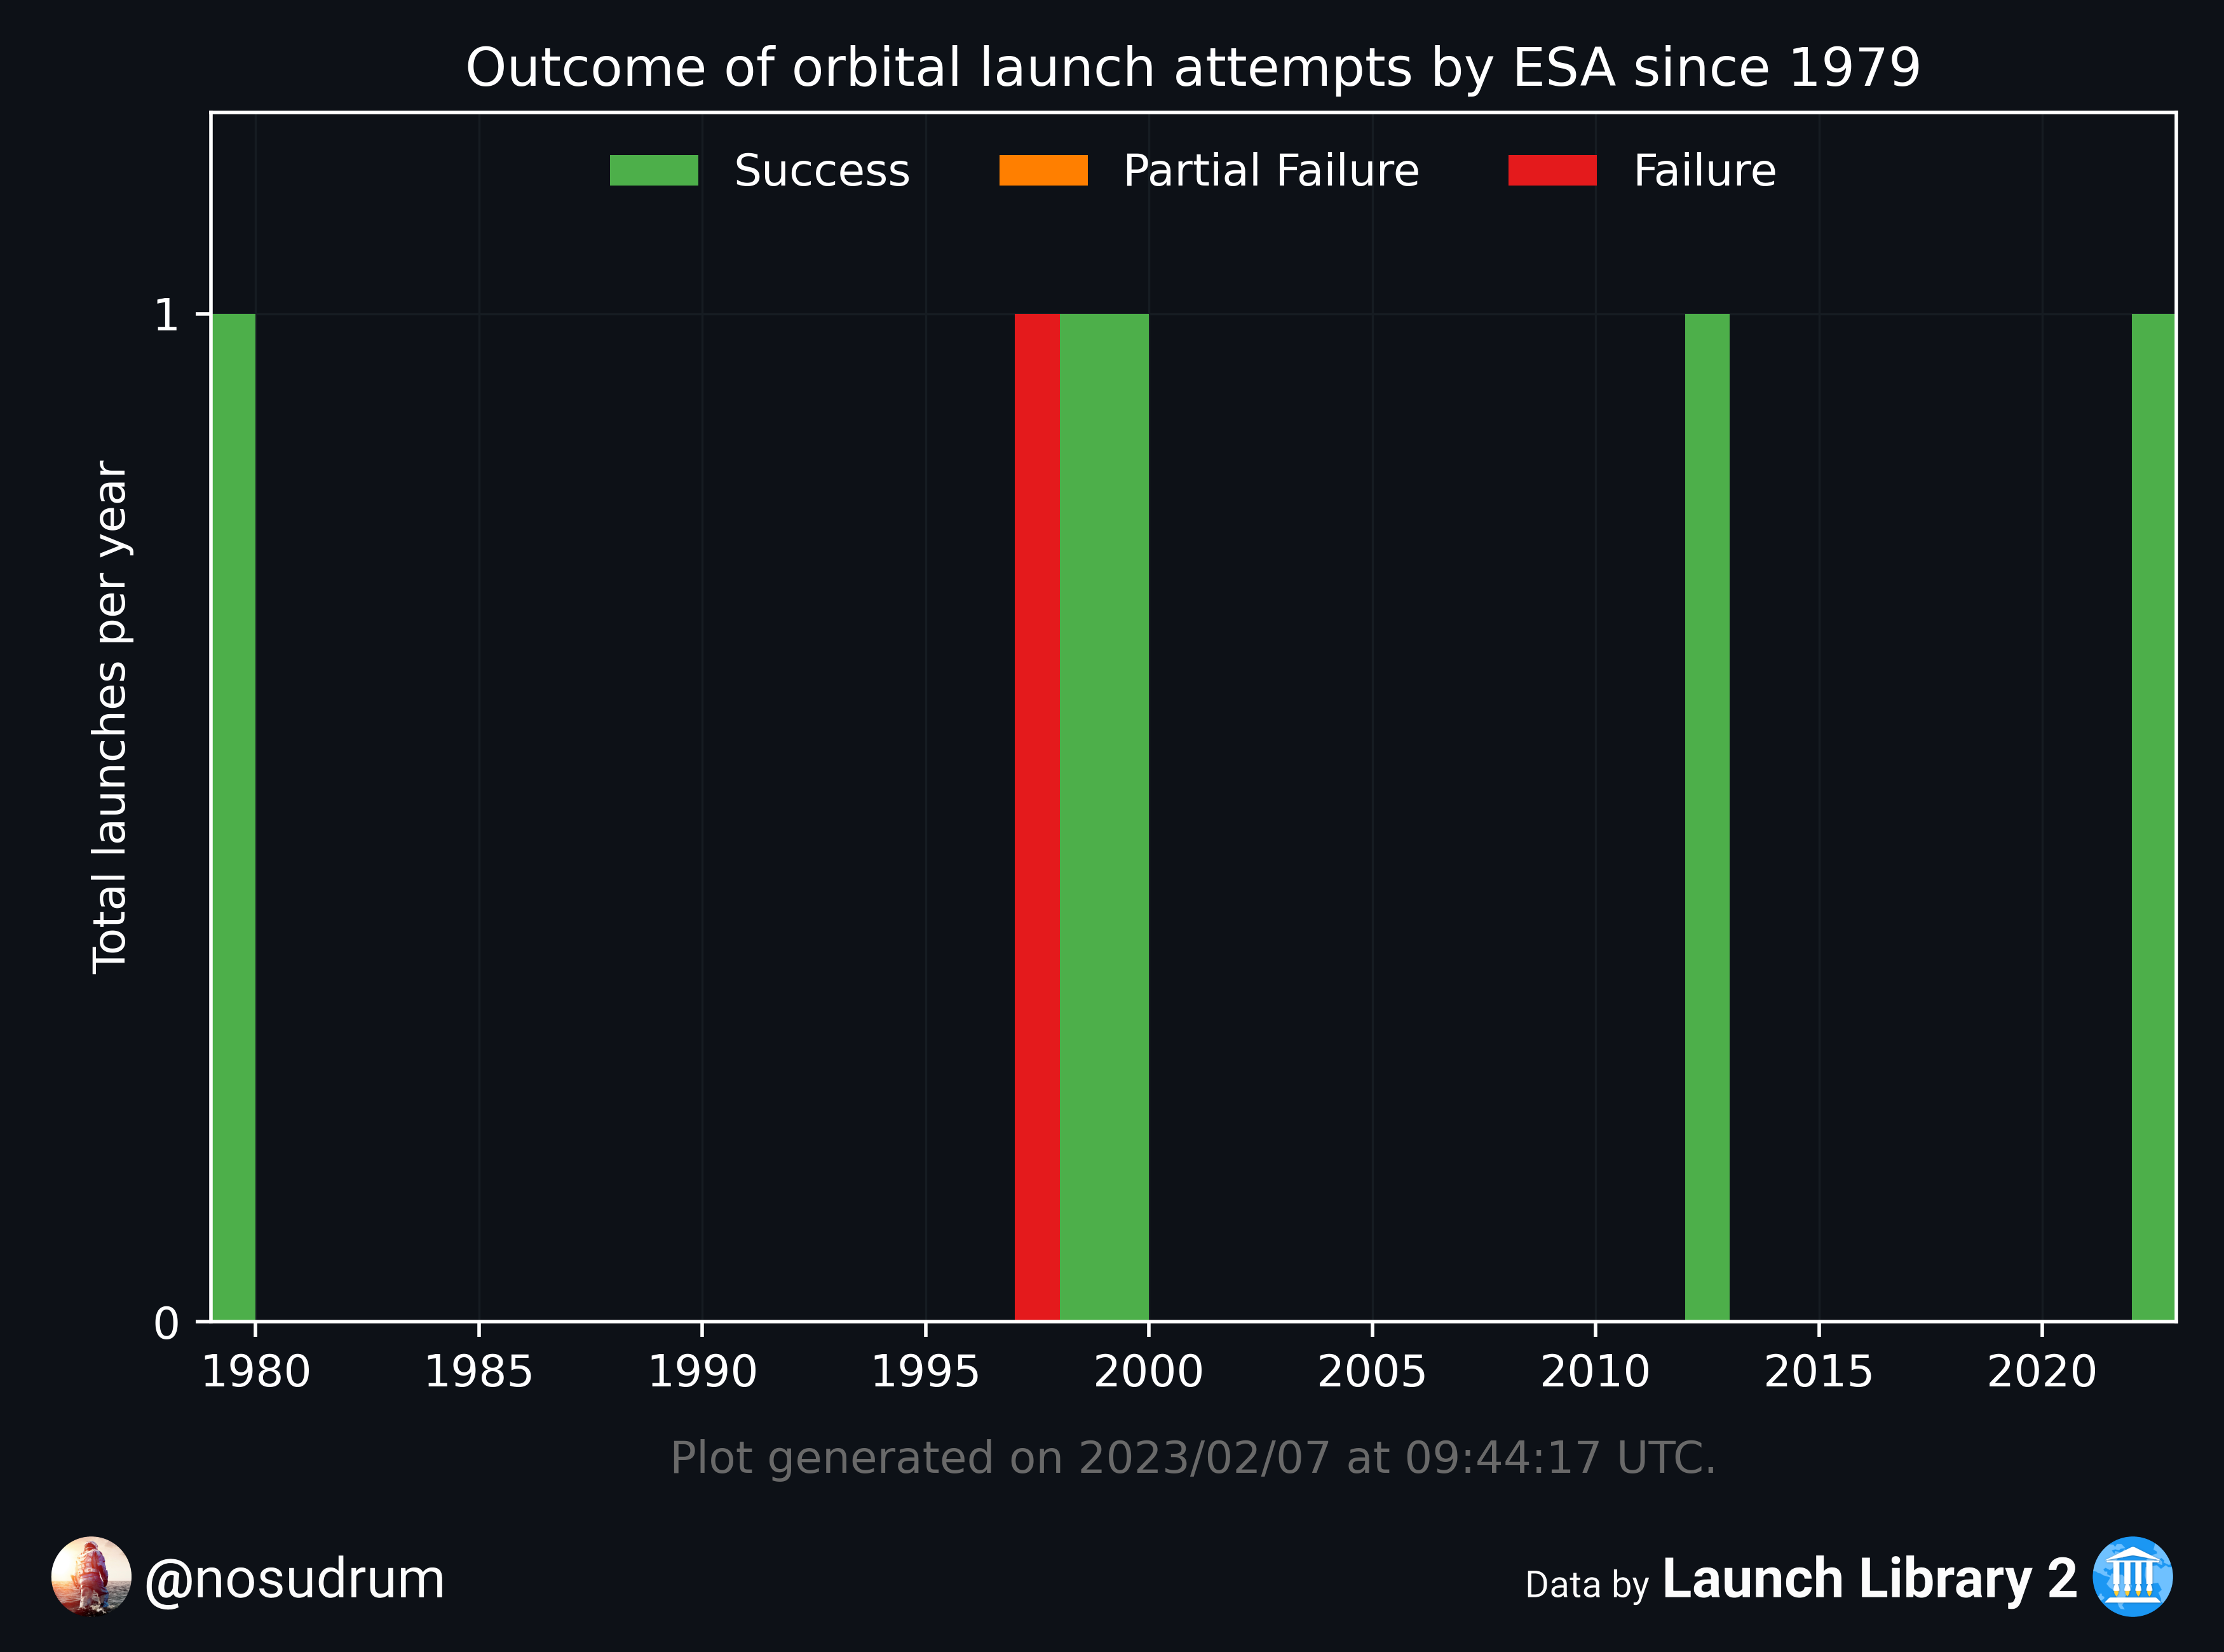 Outcome of orbital launch attempts by ESA since 1979
Success Partial Failure Failure
Total launches per year
1
0
1980 1985 1990 1995 2000 2005 2010 2015 2020
Plot generated on 2023/02/07 at 09:44:17 UTC.
@nosudrum
Data by Launch Library 2